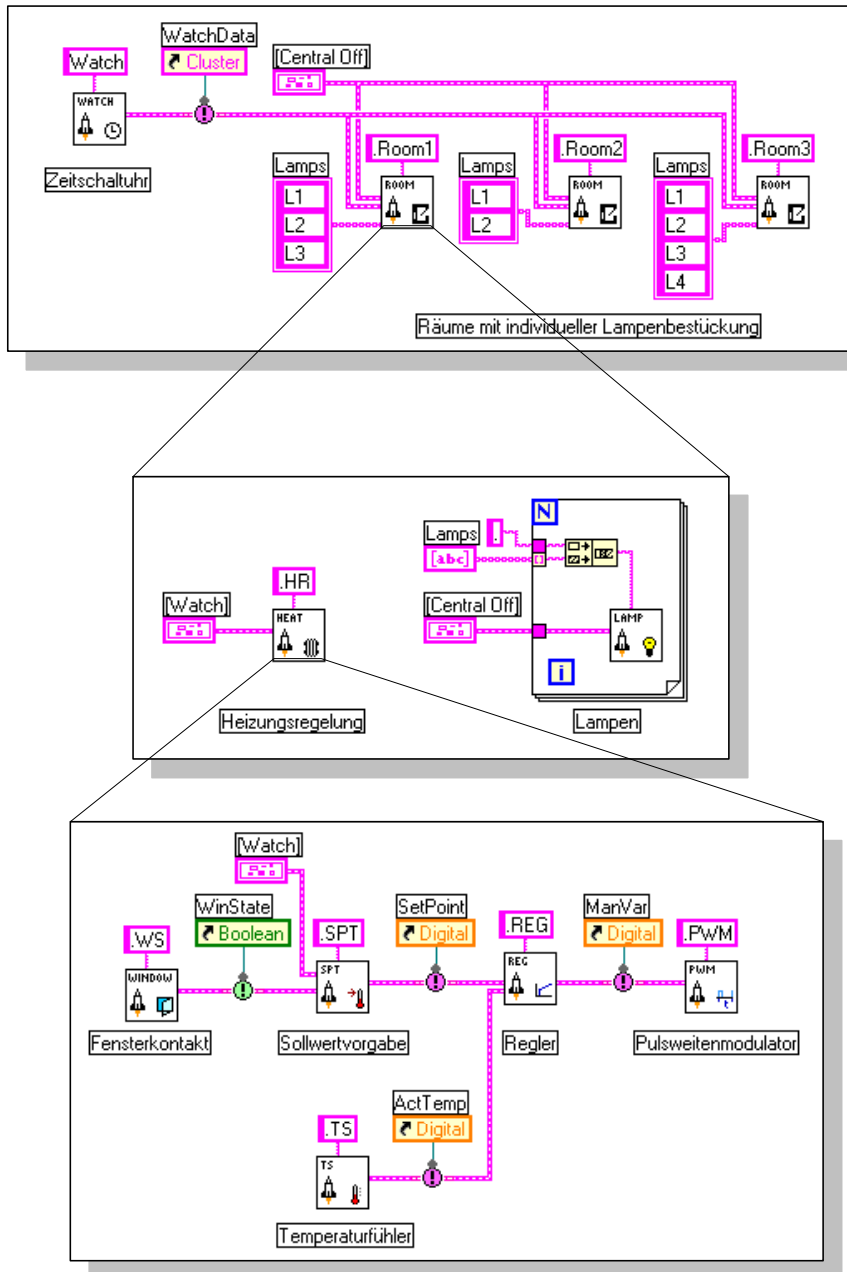 WatchData
Watch
Cluster
[Central Off]
WATCH
Zeitschaltuhr
Lamps
L1
L2
L3
.Room1
ROOM
Lamps
L1
L2
.Room2
ROOM
Lamps
L1
L2
L3
L4
.Room3
ROOM
Räume mit individueller Lampenbestückung
[Watch]
.HR
HEAT
Heizungsregelung
N
Lamps
.
[abc]
[Central Off]
LAMP
i
Lampen
[Watch]
WinState
Boolean
.WS
WINDOW
Fensterkontakt
.SPT
SPT
Sollwertvorgabe
SetPoint
Digital
.REG
REG
Regler
ManVar
Digital
.PWM
PWM
t
Pulsweitenmodulator
ActTemp
Digital
.TS
TS
Temperaturfühler